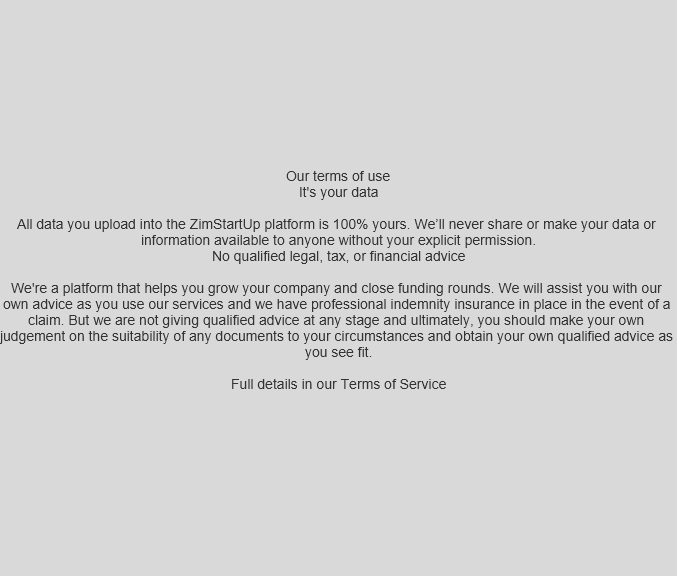 Our terms of use
It's your data
All data you upload into the ZimStartUp platform is 100% yours. We’ll never share or make your data or
information available to anyone without your explicit permission.
No qualified legal, tax, or financial advice
We're a platform that helps you grow your company and close funding rounds. We will assist you with our
own advice as you use our services and we have professional indemnity insurance in place in the event of a
claim. But we are not giving qualified advice at any stage and ultimately, you should make your own
judgement on the suitability of any documents to your circumstances and obtain your own qualified advice as
you see fit.
Full details in our Terms of Service